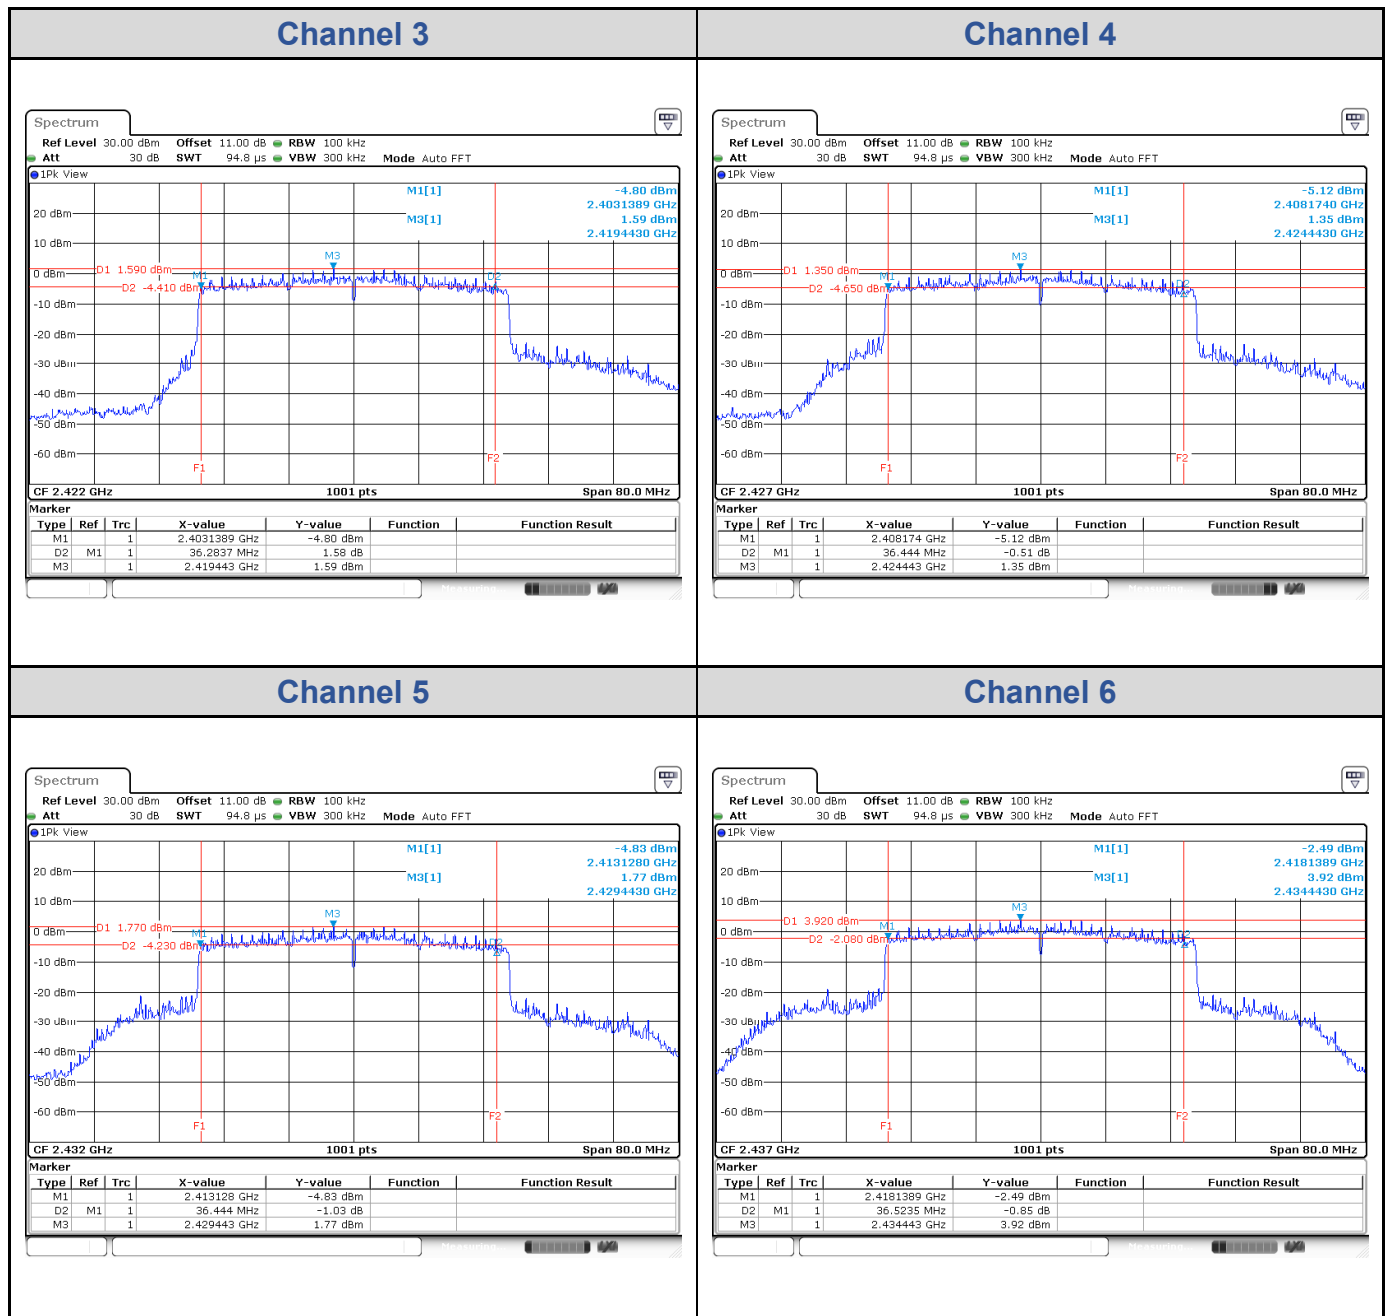 Channel 3
Spectrum
Ref Level 30.00 dBm Offset 11.00 dB RBW 100 kHz
Att 30 dB SWT 94.8 µs VBW 300 kHz Mode Auto FFT
1Pk View
M1[1] -4.80 dBm
2.4031389 GHz
M3[1] 1.59 dBm
2.4194430 GHz
20 dBm
10 dBm
M3
0 dBm
D1 1.590 dBm
M1
D2
D2 -4.410 dBm
-10 dBm
-20 dBm
-30 dBm
-40 dBm
-50 dBm
-60 dBm
F1
F2
CF 2.422 GHz 1001 pts Span 80.0 MHz
Marker
Type Ref Trc X-value Y-value Function Function Result
M1 1 2.4031389 GHz -4.80 dBm
D2 M1 1 36.2837 MHz 1.58 dB
M3 1 2.419443 GHz 1.59 dBm
Measuring...
Channel 4
Spectrum
Ref Level 30.00 dBm Offset 11.00 dB RBW 100 kHz
Att 30 dB SWT 94.8 µs VBW 300 kHz Mode Auto FFT
1Pk View
M1[1] -5.12 dBm
2.4081740 GHz
M3[1] 1.35 dBm
2.4244430 GHz
20 dBm
10 dBm
M3
0 dBm
D1 1.350 dBm
M1
D2
D2 -4.650 dBm
-10 dBm
-20 dBm
-30 dBm
-40 dBm
-50 dBm
-60 dBm
F1
F2
CF 2.427 GHz 1001 pts Span 80.0 MHz
Marker
Type Ref Trc X-value Y-value Function Function Result
M1 1 2.408174 GHz -5.12 dBm
D2 M1 1 36.444 MHz -0.51 dB
M3 1 2.424443 GHz 1.35 dBm
Measuring...
Channel 5
Spectrum
Ref Level 30.00 dBm Offset 11.00 dB RBW 100 kHz
Att 30 dB SWT 94.8 µs VBW 300 kHz Mode Auto FFT
1Pk View
M1[1] -4.83 dBm
2.4131280 GHz
M3[1] 1.77 dBm
2.4294430 GHz
20 dBm
10 dBm
M3
0 dBm
D1 1.770 dBm
M1
D2
D2 -4.230 dBm
-10 dBm
-20 dBm
-30 dBm
-40 dBm
-50 dBm
-60 dBm
F1
F2
CF 2.432 GHz 1001 pts Span 80.0 MHz
Marker
Type Ref Trc X-value Y-value Function Function Result
M1 1 2.413128 GHz -4.83 dBm
D2 M1 1 36.444 MHz -1.03 dB
M3 1 2.429443 GHz 1.77 dBm
Measuring...
Channel 6
Spectrum
Ref Level 30.00 dBm Offset 11.00 dB RBW 100 kHz
Att 30 dB SWT 94.8 µs VBW 300 kHz Mode Auto FFT
1Pk View
M1[1] -2.49 dBm
2.4181389 GHz
M3[1] 3.92 dBm
2.4344430 GHz
20 dBm
10 dBm
M3
D1 3.920 dBm
M1
0 dBm
D2
D2 -2.080 dBm
-10 dBm
-20 dBm
-30 dBm
-40 dBm
-50 dBm
-60 dBm
F1
F2
CF 2.437 GHz 1001 pts Span 80.0 MHz
Marker
Type Ref Trc X-value Y-value Function Function Result
M1 1 2.4181389 GHz -2.49 dBm
D2 M1 1 36.5235 MHz -0.85 dB
M3 1 2.434443 GHz 3.92 dBm
Measuring...